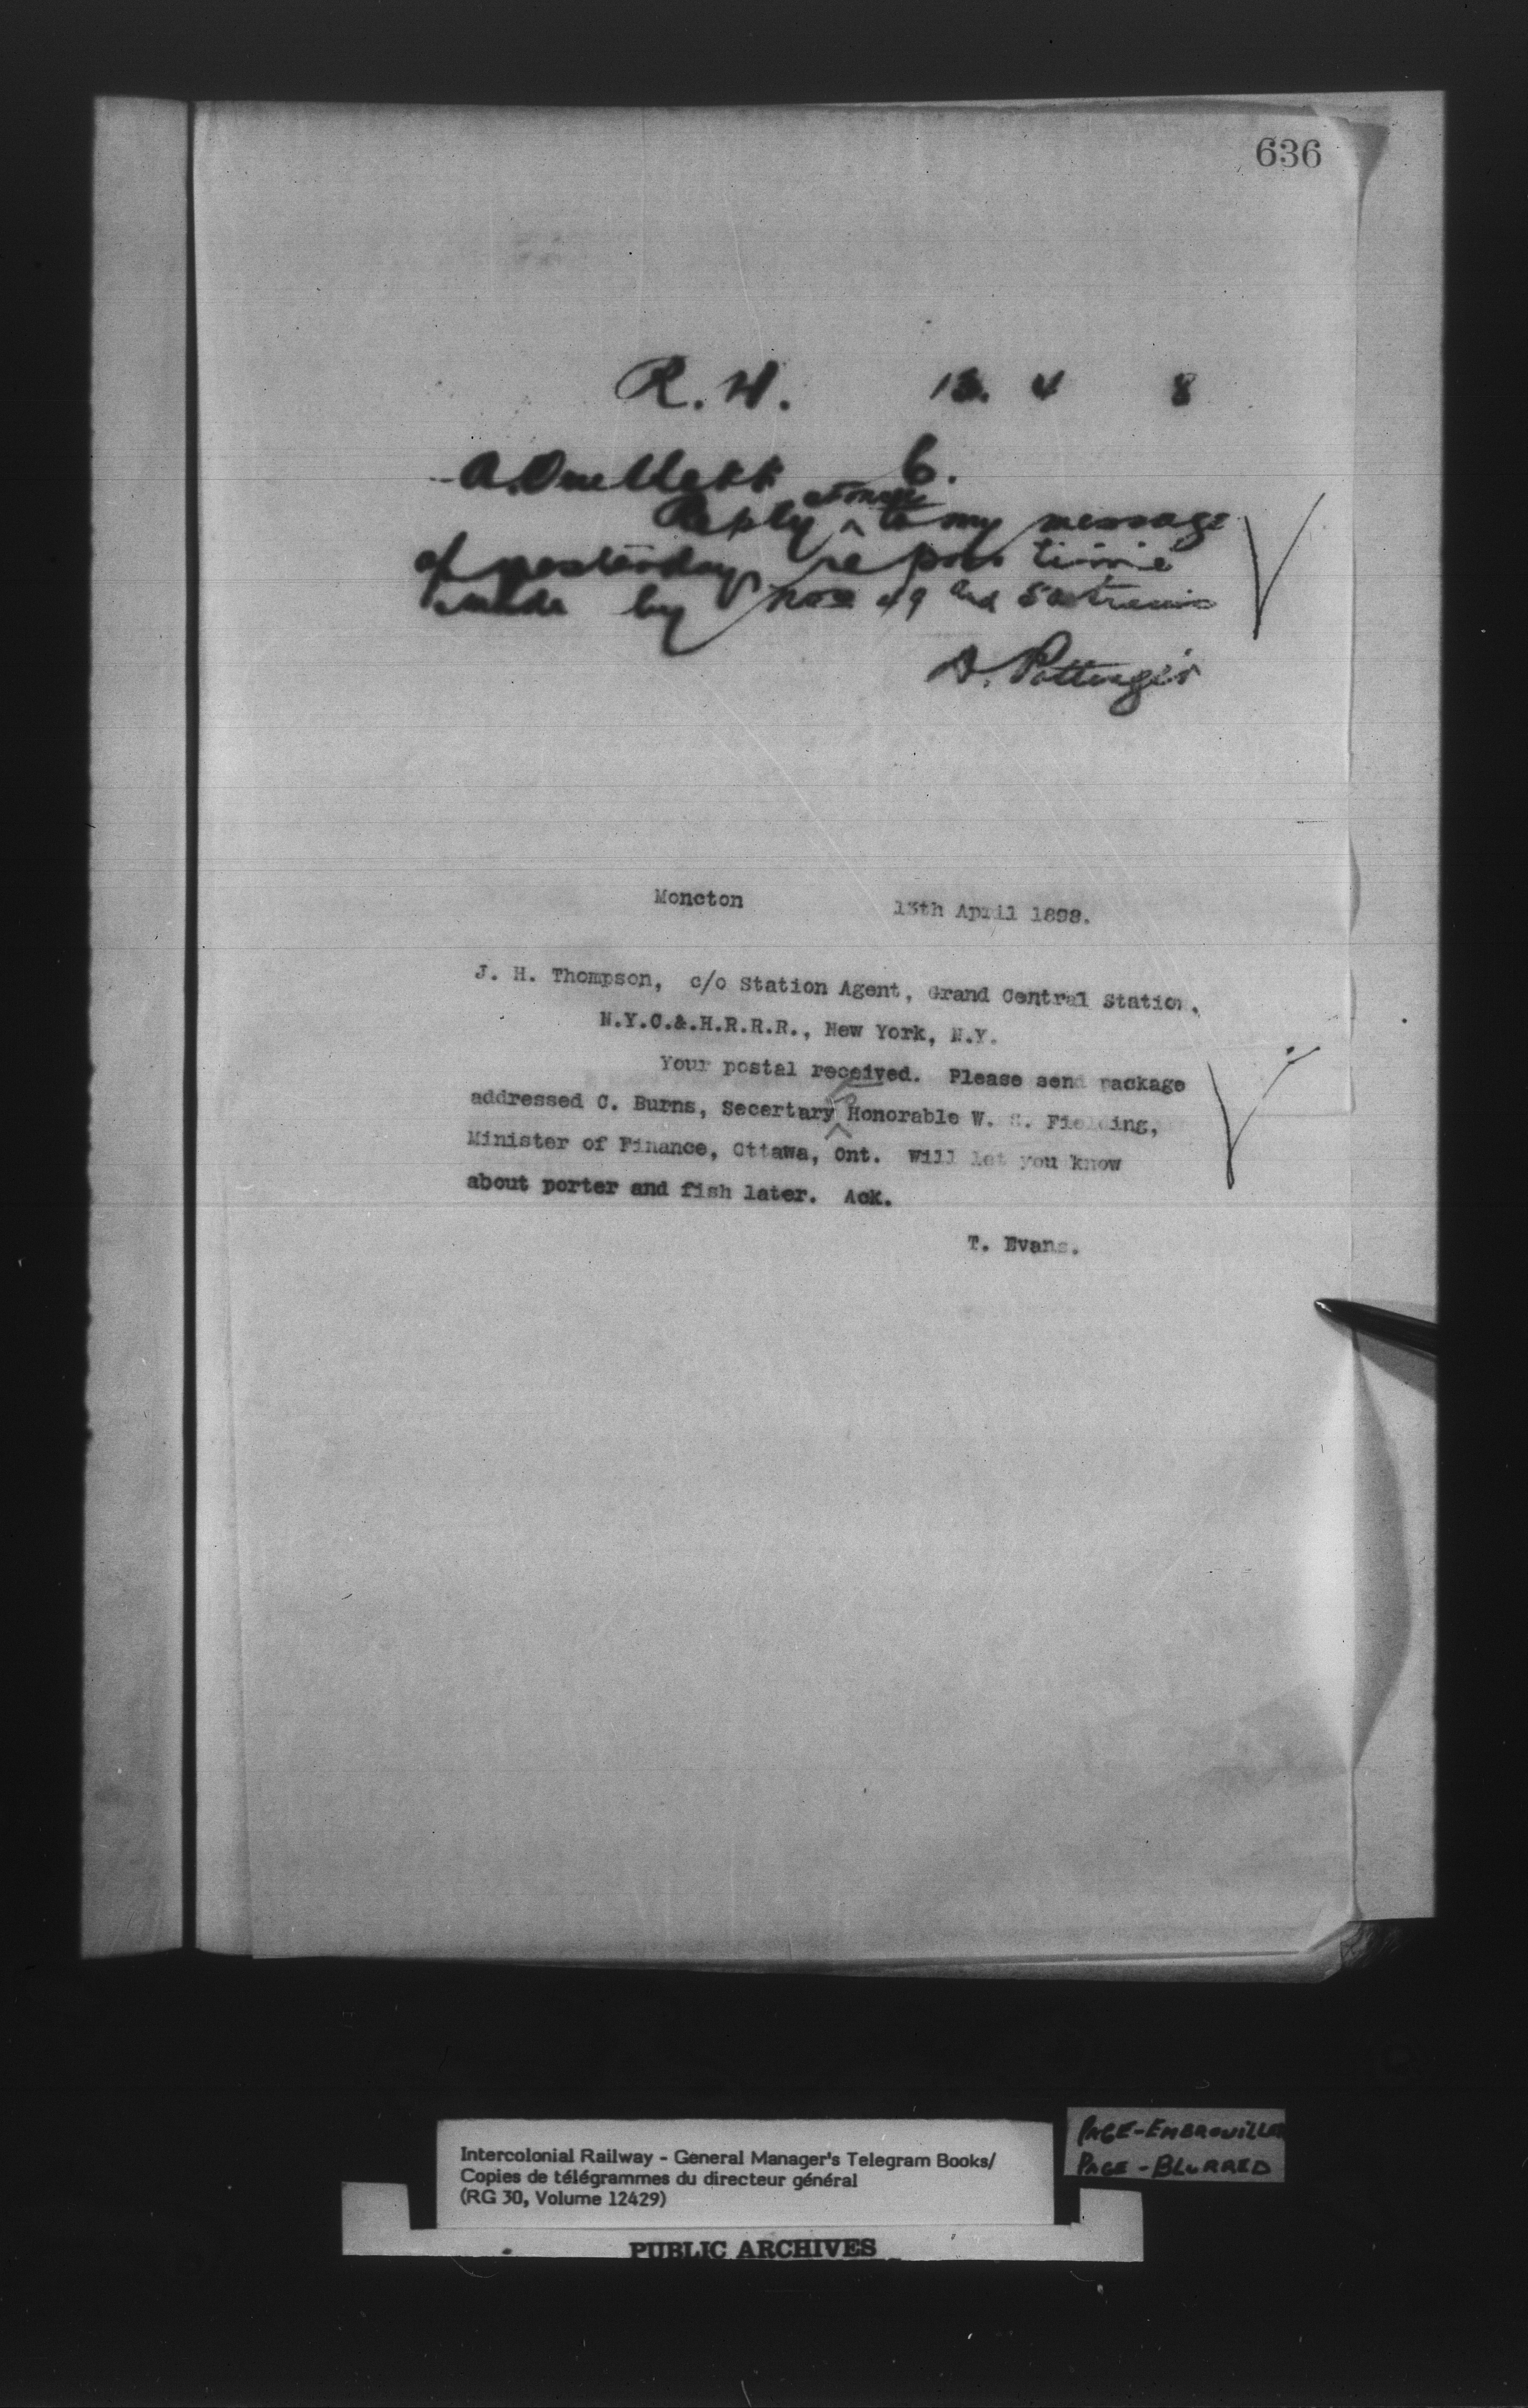 636
R. H. 13. 4 8
A. Ouellett 6.
at once
Reply ^ to my message
of yesterday re poor time
made by nos 49 and 50 trains
D. Pottinger
Moncton 13th April 1898.
J. H. Thompson, c/o Station Agent, Grand Central Station,
N.Y.C.&.H.R.R.R., New York, N.Y.
Your postal received. Please send package
addressed C. Burns, Secertary ^ Honorable W. S. Fielding,
Minister of Finance, Ottawa, Ont. Will let you know
about porter and fish later. Ack.
T. Evans.
PAGE-EMBROUILLER
PAGE-BLURRED
Intercolonial Railway - General Manager's Telegram Books/
Copies de télégrammes du directeur général
(RG 30, Volume 12429)
PUBLIC ARCHIVES